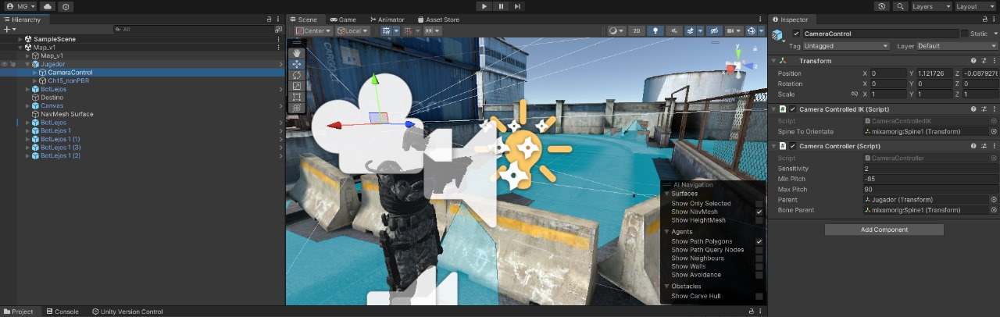 MG
Layers
Layout
Hierarchy
All
SampleScene
Map_v1
Map_v1
Jugador
CameraControl
Ch15_nonPBR
BotLejos
Destino
Canvas
NavMesh Surface
BotLejos
BotLejos 1
BotLejos 1 (1)
BotLejos 1 (3)
BotLejos 1 (2)
Scene
Game
Animator
Asset Store
Center
Local
2D
AI Navigation
Surfaces
Show Only Selected
Show NavMesh
Show HeightMesh
Agents
Show Path Polygons
Show Path Query Nodes
Show Neighbours
Show Walls
Show Avoidance
Obstacles
Show Carve Hull
Inspector
CameraControl
Static
Tag Untagged Layer Default
Transform
Position X 0 Y 1.121726 Z -0.0879276
Rotation X 0 Y 0 Z 0
Scale X 1 Y 1 Z 1
Camera Controlled IK (Script)
Script CameraControlledIK
Spine To Orientate mixamorig:Spine1 (Transform)
Camera Controller (Script)
Script CameraController
Sensitivity 2
Min Pitch -85
Max Pitch 90
Parent Jugador (Transform)
Bone Parent mixamorig:Spine1 (Transform)
Add Component
Project
Console
Unity Version Control